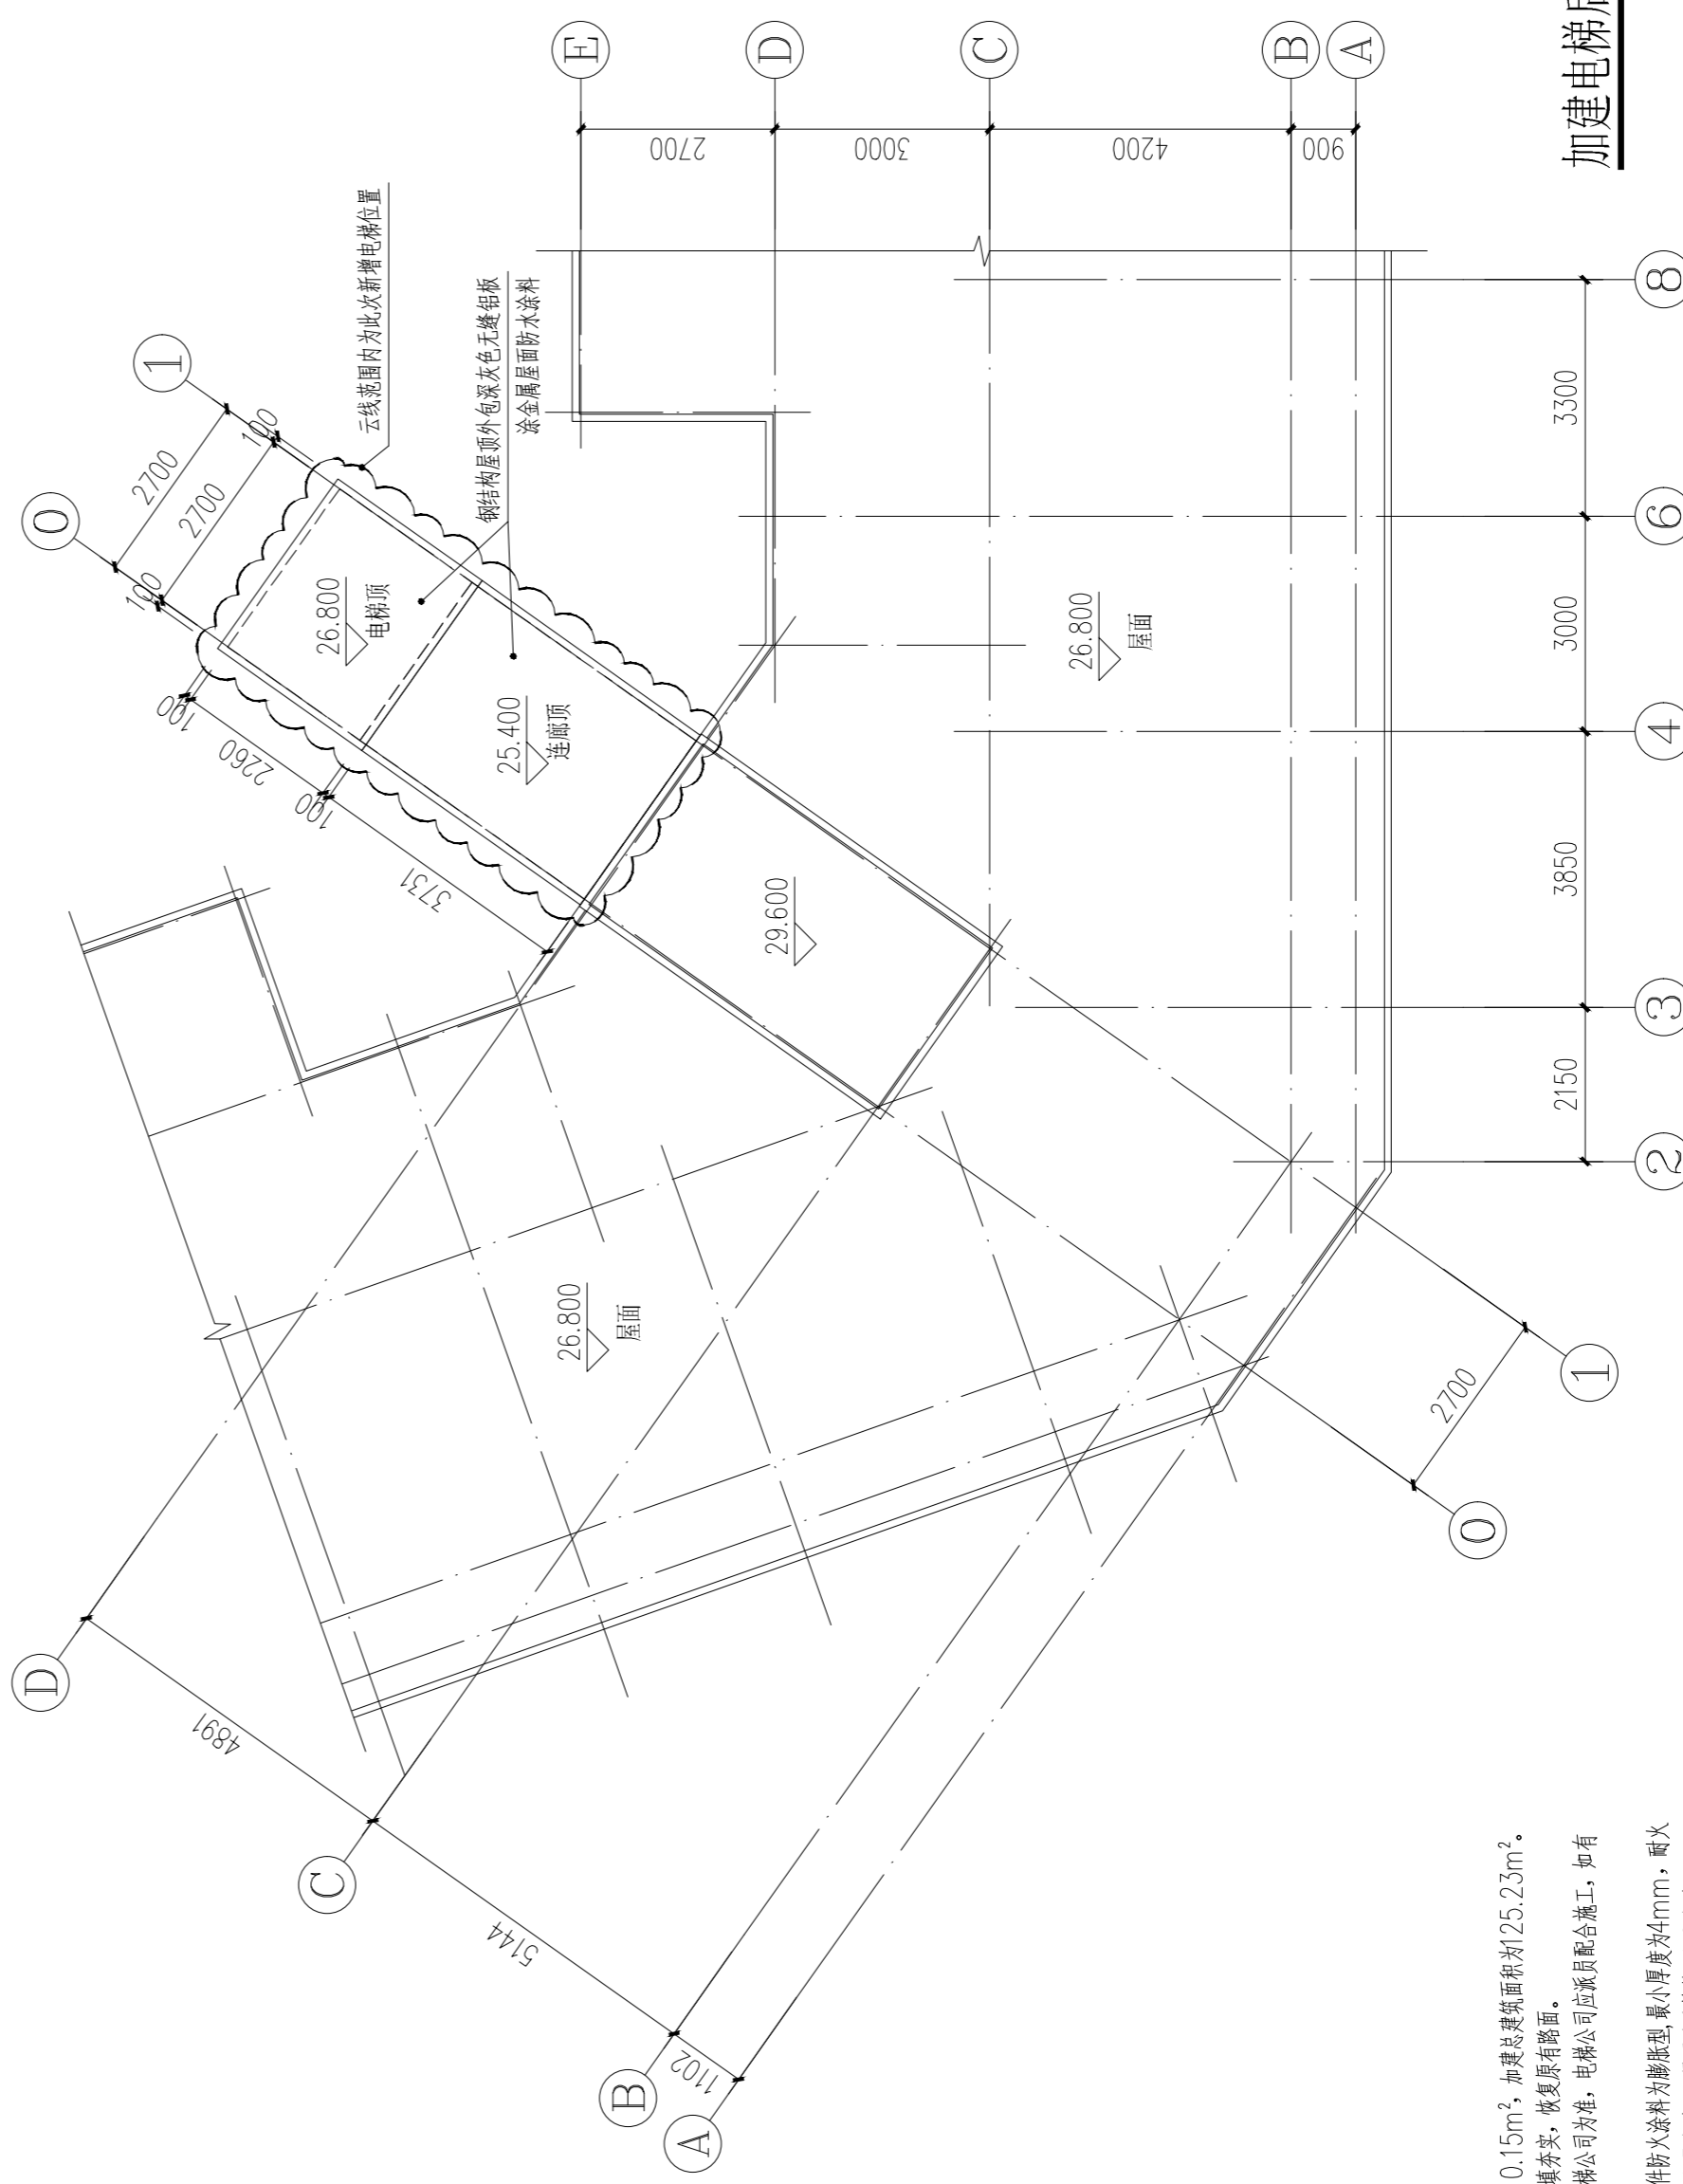 加建电梯后
E
D
C
B
A
2700
3000
4200
900
云线范围内为此次新增电梯位置
钢结构屋顶外包深灰色无缝铝板
涂金属屋面防水涂料
0
1
2700
2700
100
100
26.800
电梯顶
25.400
连廊顶
100
2260
100
3731
29.600
26.800
屋面
26.800
屋面
8
6
4
3
2
3300
3000
3850
2150
1
0
2700
D
C
B
A
4891
5144
1102
0.15m²，加建总建筑面积为125.23m²。
填夯实，恢复原有路面。
梯公司为准，电梯公司应派员配合施工，如有
件防火涂料为膨胀型，最小厚度为4mm，耐火